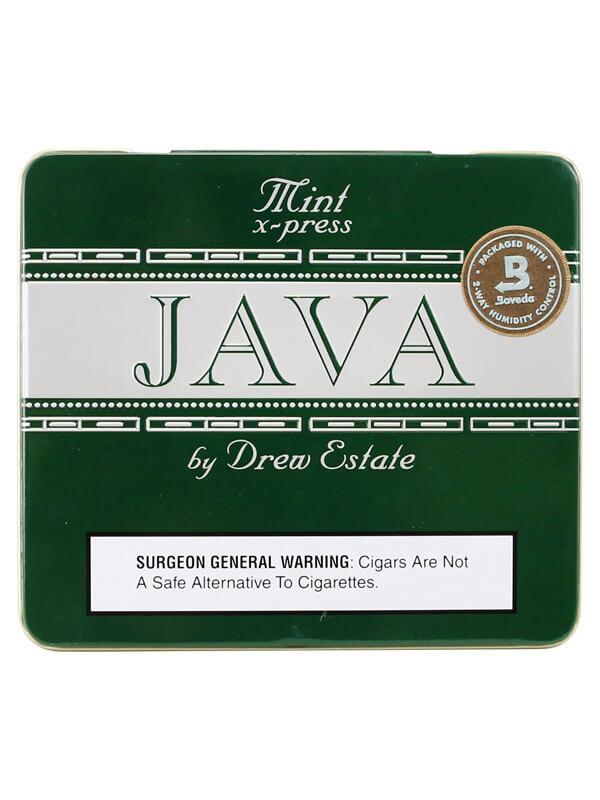 Mint
x-press
PACKAGED WITH
B
Boveda
2-WAY HUMIDITY CONTROL
JAVA
by Drew Estate
SURGEON GENERAL WARNING: Cigars Are Not
A Safe Alternative To Cigarettes.